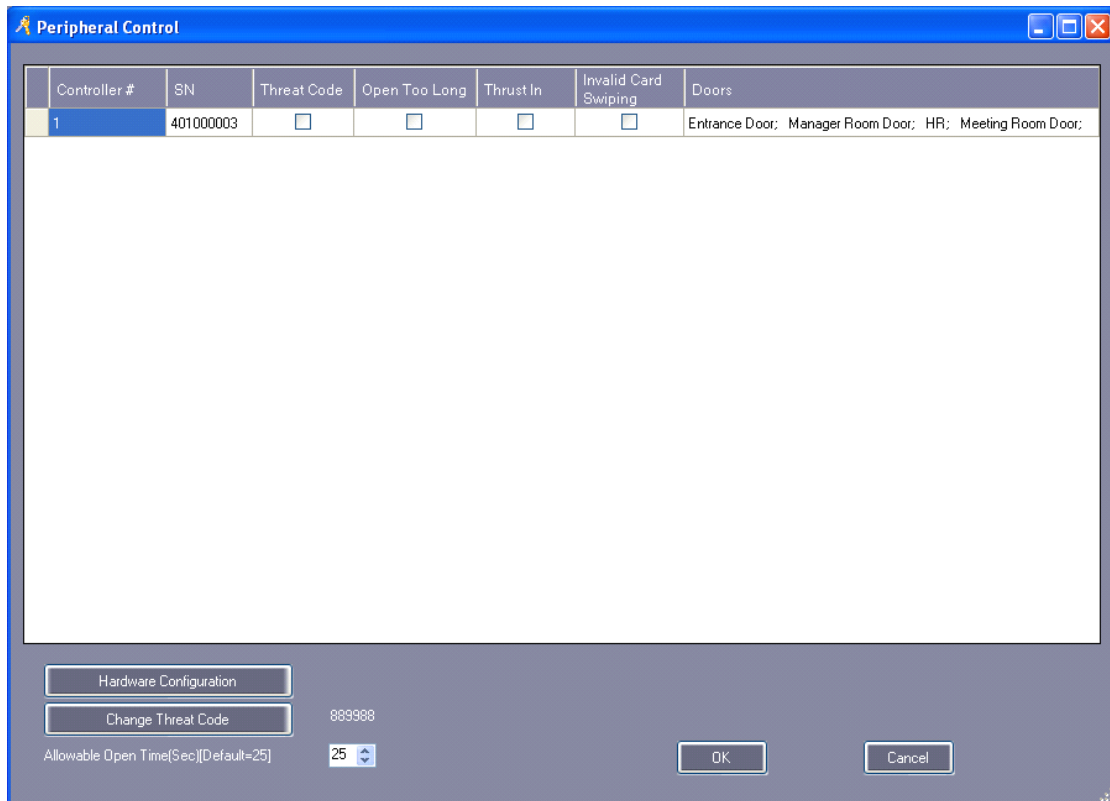 Peripheral Control
Controller # SN Threat Code Open Too Long Thrust In Invalid Card Swiping Doors
1 401000003 Entrance Door; Manager Room Door; HR; Meeting Room Door;
Hardware Configuration
Change Threat Code 889988
Allowable Open Time(Sec)[Default=25] 25 OK Cancel